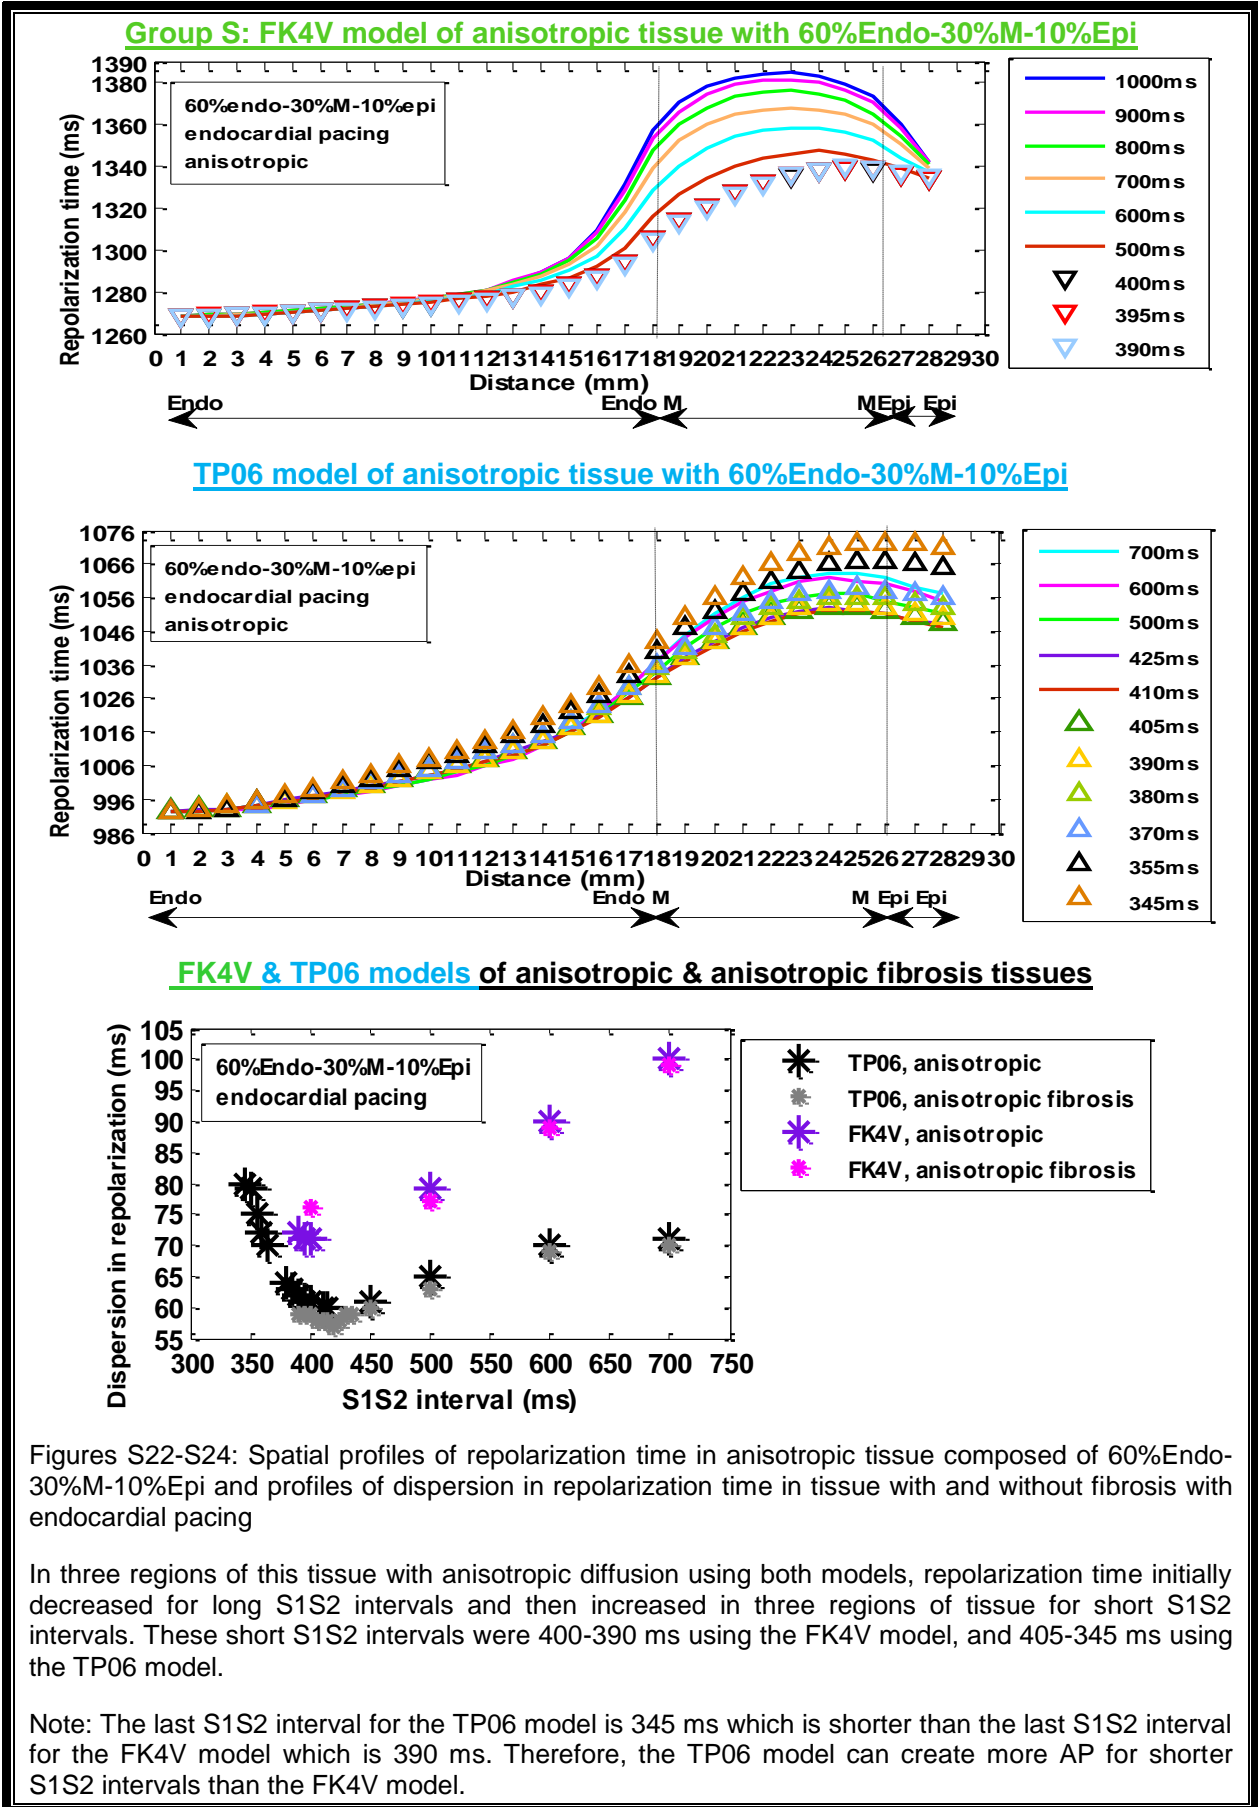 Group S: FK4V model of anisotropic tissue with 60%Endo-30%M-10%Epi
1390
1380
1360
1340
1320
1300
1280
1260
Repolarization time (ms)
60%endo-30%M-10%epi
endocardial pacing
anisotropic
0 1 2 3 4 5 6 7 8 9 10 11 12 13 14 15 16 17 18 19 20 21 22 23 24 25 26 27 28 29 30
Distance (mm)
Endo Endo M M Epi Epi
1000ms
900ms
800ms
700ms
600ms
500ms
400ms
395ms
390ms
TP06 model of anisotropic tissue with 60%Endo-30%M-10%Epi
1076
1066
1056
1046
1036
1026
1016
1006
996
986
Repolarization time (ms)
60%endo-30%M-10%epi
endocardial pacing
anisotropic
0 1 2 3 4 5 6 7 8 9 10 11 12 13 14 15 16 17 18 19 20 21 22 23 24 25 26 27 28 29 30
Distance (mm)
Endo Endo M M Epi Epi
700ms
600ms
500ms
425ms
410ms
405ms
390ms
380ms
370ms
355ms
345ms
FK4V & TP06 models of anisotropic & anisotropic fibrosis tissues
105
100
95
90
85
80
75
70
65
60
55
Dispersion in repolarization (ms)
60%Endo-30%M-10%Epi
endocardial pacing
300 350 400 450 500 550 600 650 700 750
S1S2 interval (ms)
TP06, anisotropic
TP06, anisotropic fibrosis
FK4V, anisotropic
FK4V, anisotropic fibrosis
Figures S22-S24: Spatial profiles of repolarization time in anisotropic tissue composed of 60%Endo-
30%M-10%Epi and profiles of dispersion in repolarization time in tissue with and without fibrosis with
endocardial pacing
In three regions of this tissue with anisotropic diffusion using both models, repolarization time initially
decreased for long S1S2 intervals and then increased in three regions of tissue for short S1S2
intervals. These short S1S2 intervals were 400-390 ms using the FK4V model, and 405-345 ms using
the TP06 model.
Note: The last S1S2 interval for the TP06 model is 345 ms which is shorter than the last S1S2 interval
for the FK4V model which is 390 ms. Therefore, the TP06 model can create more AP for shorter
S1S2 intervals than the FK4V model.